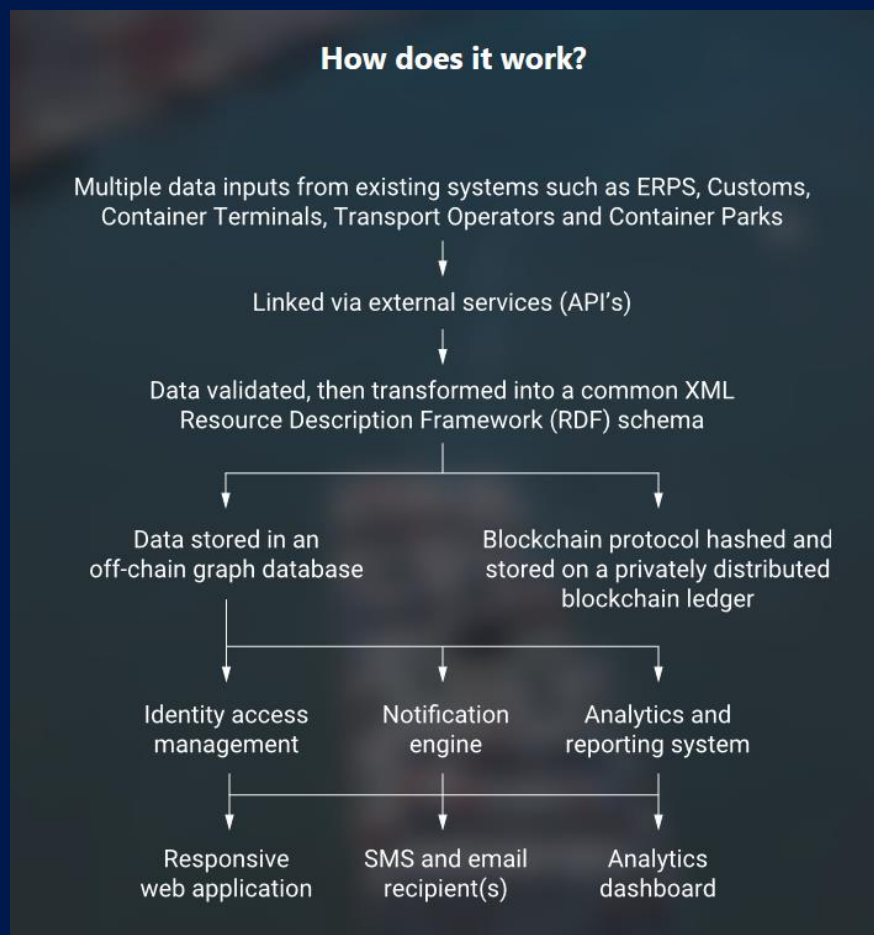 How does it work?
Multiple data inputs from existing systems such as ERPS, Customs,
Container Terminals, Transport Operators and Container Parks
Linked via external services (API's)
Data validated, then transformed into a common XML
Resource Description Framework (RDF) schema
Data stored in an
off-chain graph database
Blockchain protocol hashed and
stored on a privately distributed
blockchain ledger
Identity access
management
Notification
engine
Analytics and
reporting system
Responsive
web application
SMS and email
recipient(s)
Analytics
dashboard